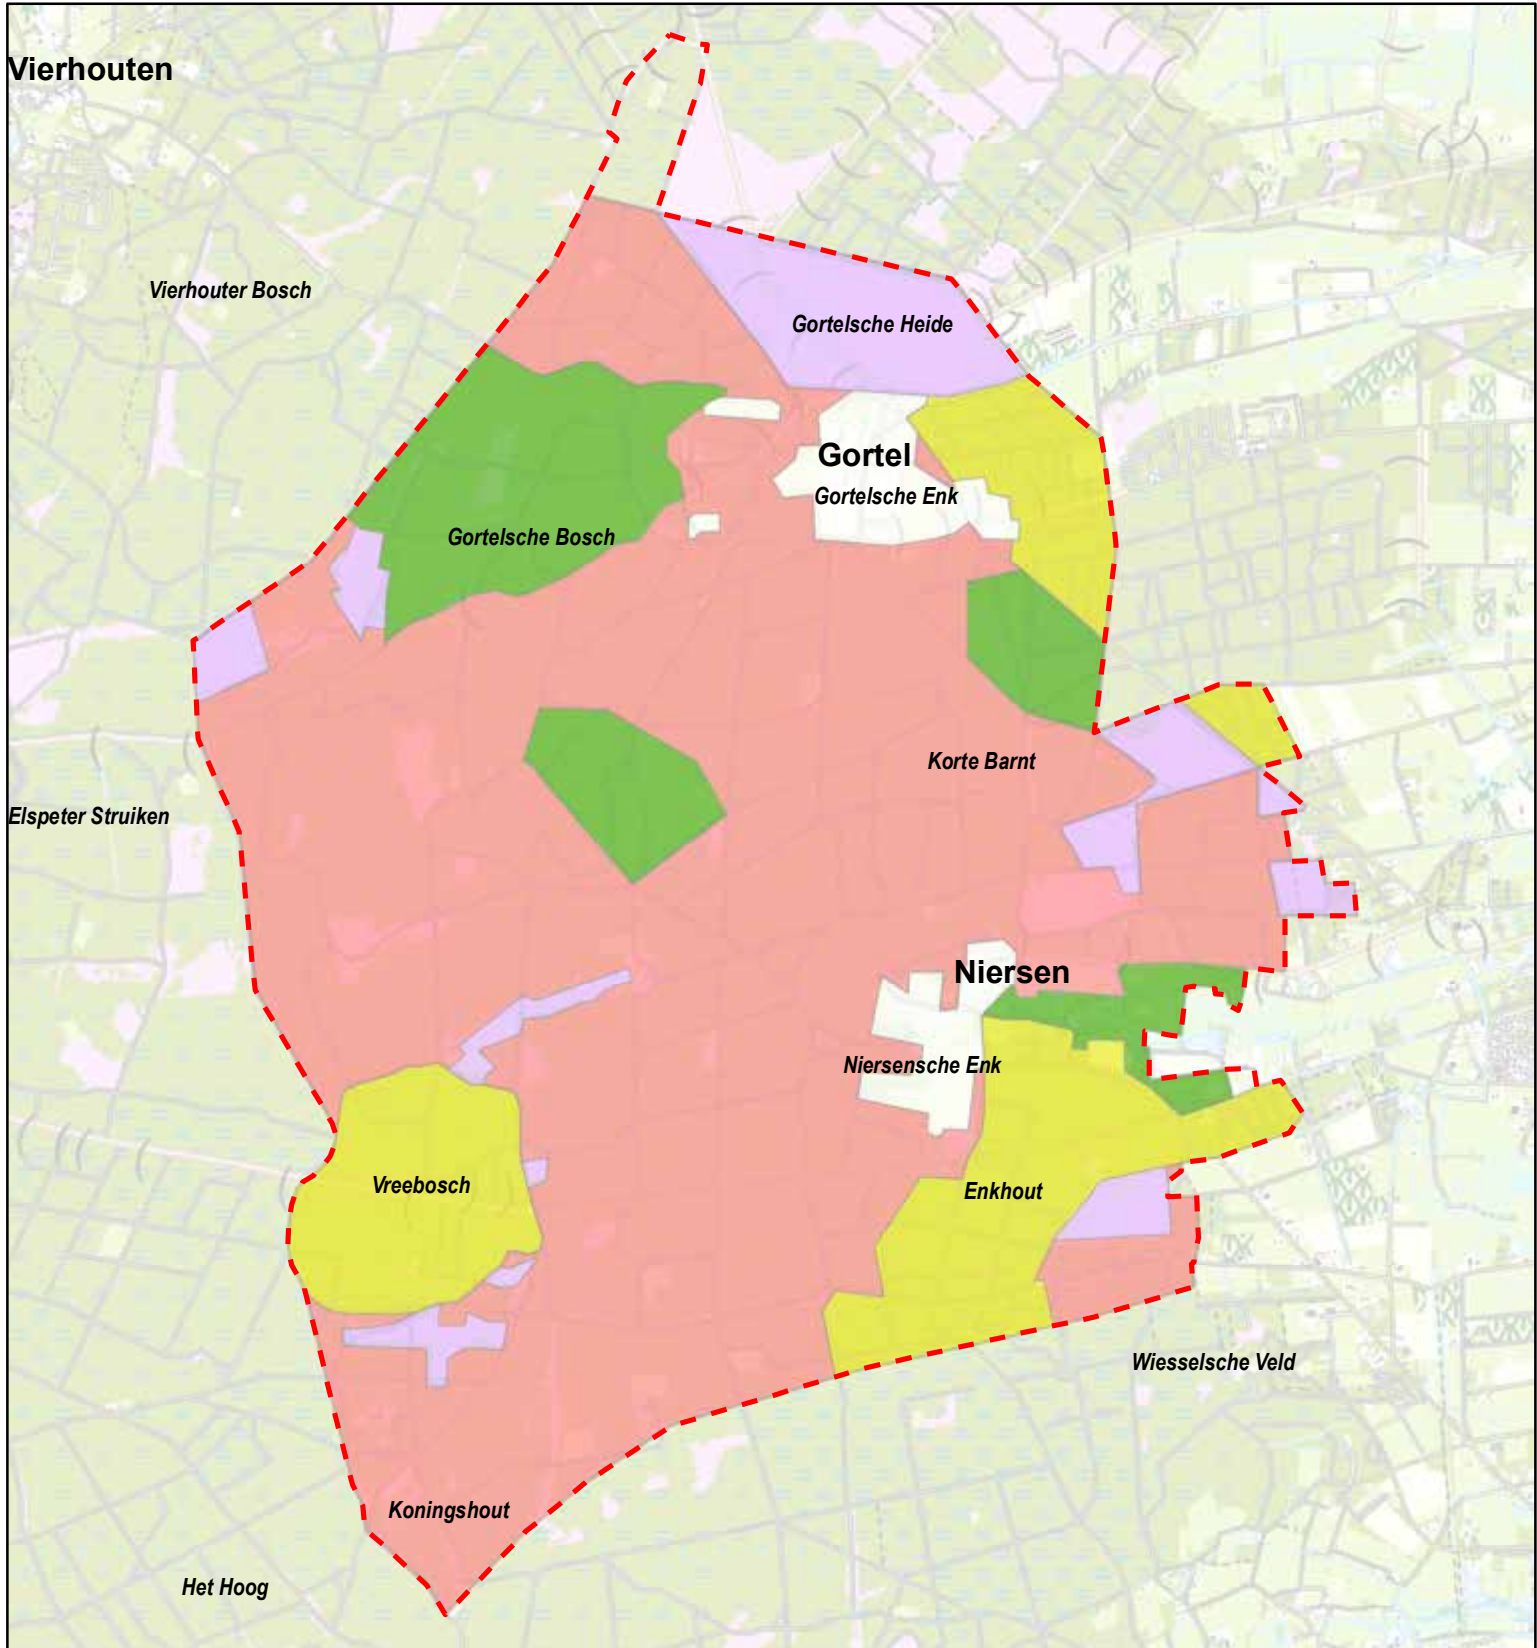 Vierhouten
Vierhouter Bosch
Gortelsche Heide
Gortel
Gortelsche Enk
Gortelsche Bosch
Korte Barnt
Elspeter Struiken
Niersen
Niersensche Enk
Vreebosch
Enkhout
Wiesselsche Veld
Koningshout
Het Hoog